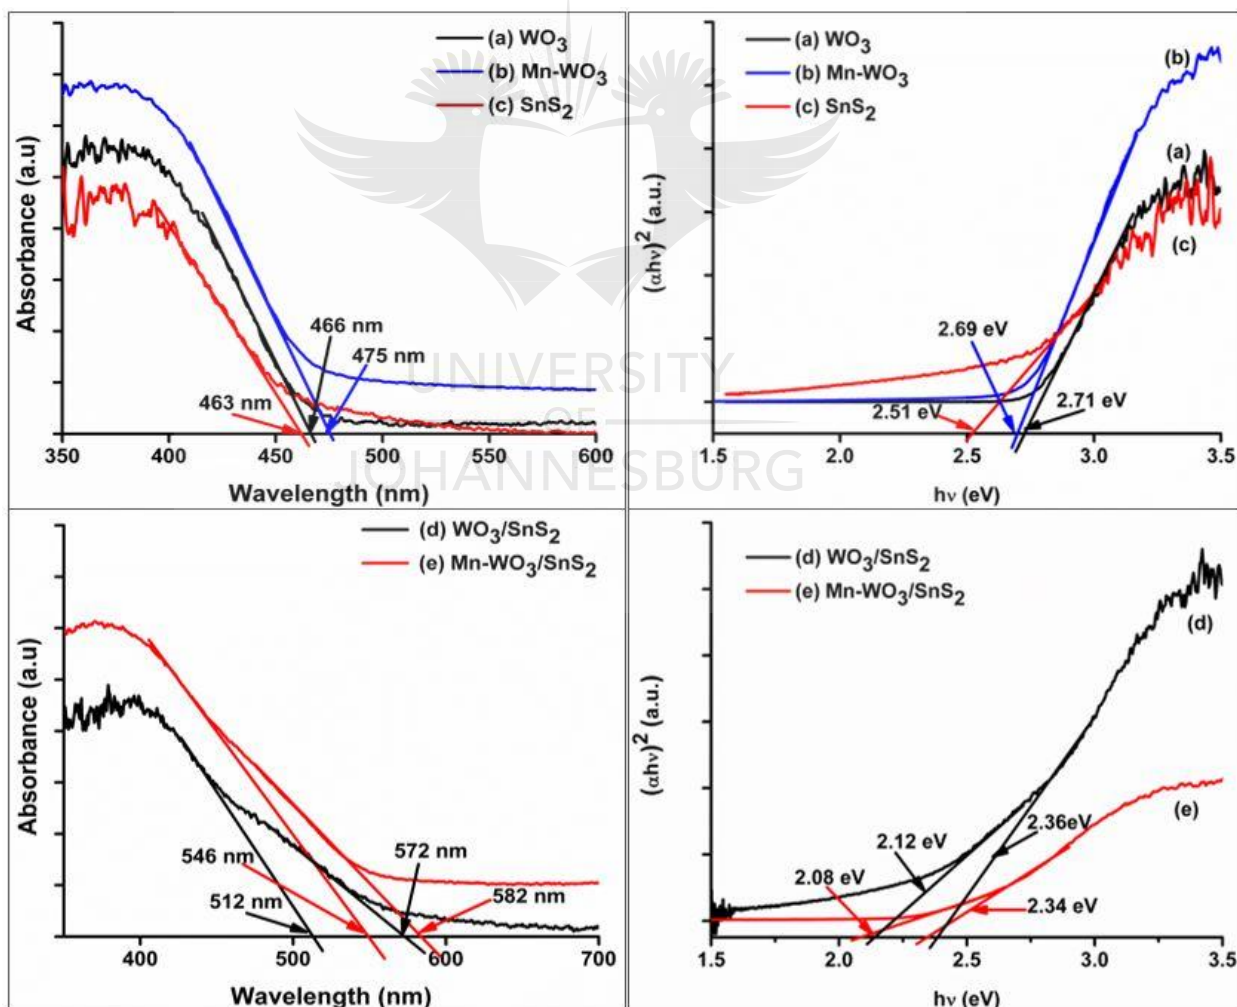 (a) WO3
(b) Mn-WO3
(c) SnS2
Absorbance (a.u)
466 nm
475 nm
463 nm
350 400 450 500 550 600
Wavelength (nm)
(a) WO3
(b) Mn-WO3
(c) SnS2
(b)
(a)
(c)
(αhν)2 (a.u.)
2.69 eV
2.51 eV
2.71 eV
1.5 2.0 2.5 3.0 3.5
hν (eV)
UNIVERSITY
OF
JOHANNESBURG
(d) WO3/SnS2
(e) Mn-WO3/SnS2
Absorbance (a.u)
546 nm
572 nm
512 nm
582 nm
400 500 600 700
Wavelength (nm)
(d) WO3/SnS2
(e) Mn-WO3/SnS2
(d)
(e)
(αhν)2 (a.u.)
2.12 eV
2.36eV
2.08 eV
2.34 eV
1.5 2.0 2.5 3.0 3.5
hν (eV)